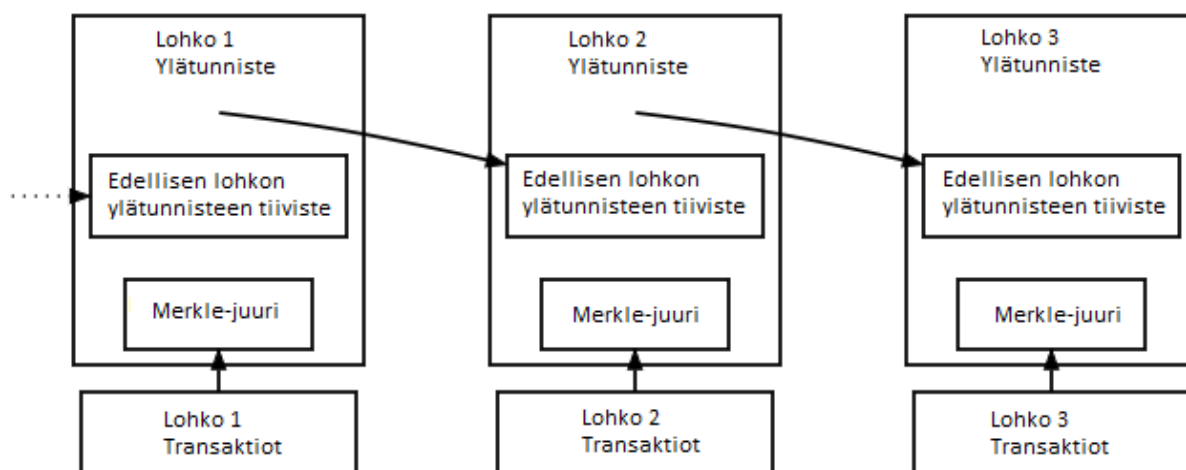 Lohko 1
Ylätunniste
Edellisen lohkon
ylätunnisteen tiiviste
Merkle-juuri
Lohko 1
Transaktiot
Lohko 2
Ylätunniste
Edellisen lohkon
ylätunnisteen tiiviste
Merkle-juuri
Lohko 2
Transaktiot
Lohko 3
Ylätunniste
Edellisen lohkon
ylätunnisteen tiiviste
Merkle-juuri
Lohko 3
Transaktiot